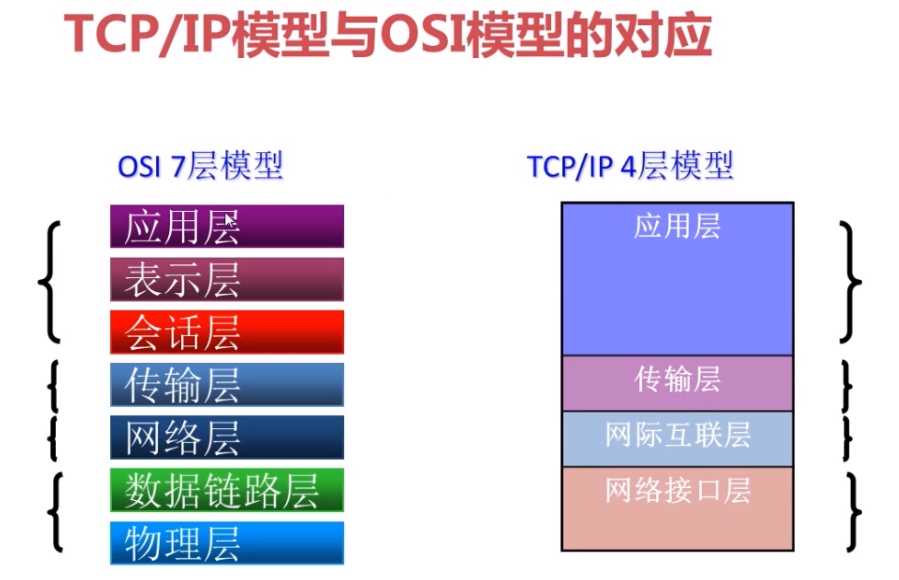 TCP/IP模型与OSI模型的对应
OSI 7层模型
应用层
表示层
会话层
传输层
网络层
数据链路层
物理层
TCP/IP 4层模型
应用层
传输层
网际互联层
网络接口层